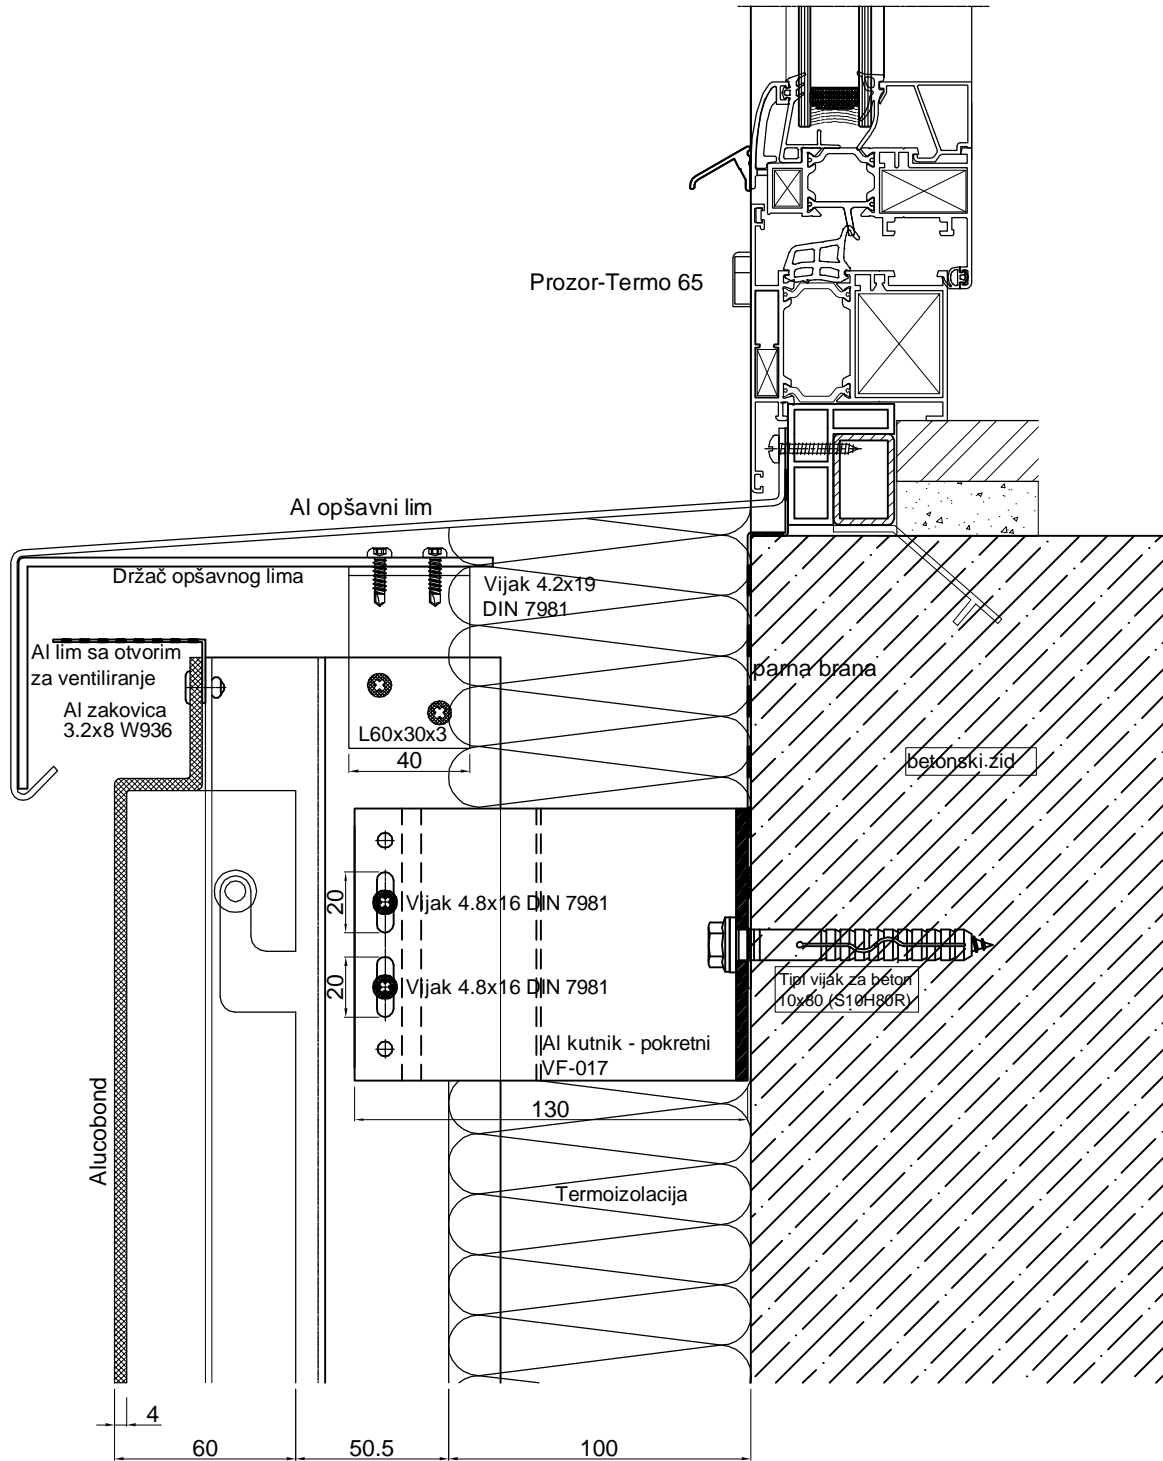 Prozor-Termo 65
Al opšavni lim
Držač opšavnog lima
Vijak 4.2x19
DIN 7981
Al lim sa otvorim
za ventiliranje
Al zakovica
3.2x8 W936
parna brana
L60x30x3
40
betonski zid
20
Vijak 4.8x16 DIN 7981
20
Vijak 4.8x16 DIN 7981
Tipl vijak za beton
10x80 (S10H80R)
Al kutnik - pokretni
VF-017
130
Alucobond
Termoizolacija
4
60
50.5
100